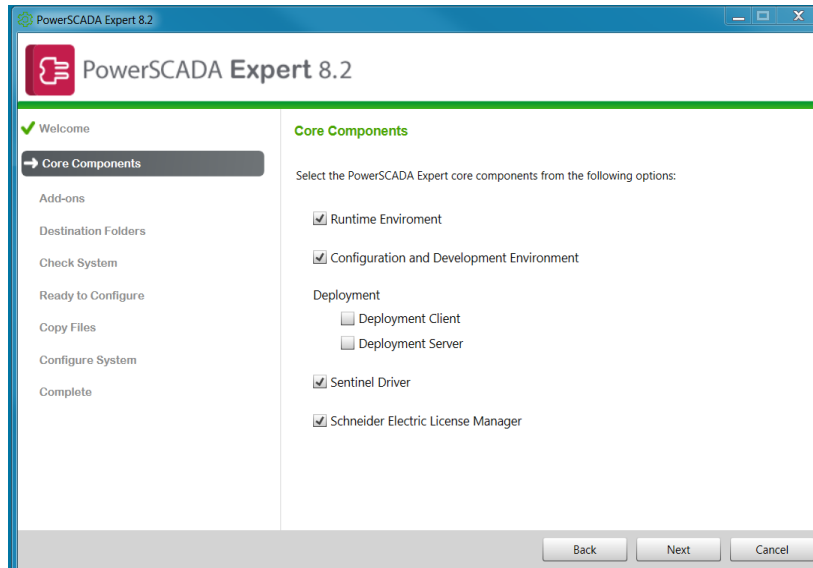 PowerSCADA Expert 8.2
PowerSCADA Expert 8.2
Welcome
Core Components
Add-ons
Destination Folders
Check System
Ready to Configure
Copy Files
Configure System
Complete
Core Components
Select the PowerSCADA Expert core components from the following options:
Runtime Enviroment
Configuration and Development Environment
Deployment
Deployment Client
Deployment Server
Sentinel Driver
Schneider Electric License Manager
Back Next Cancel